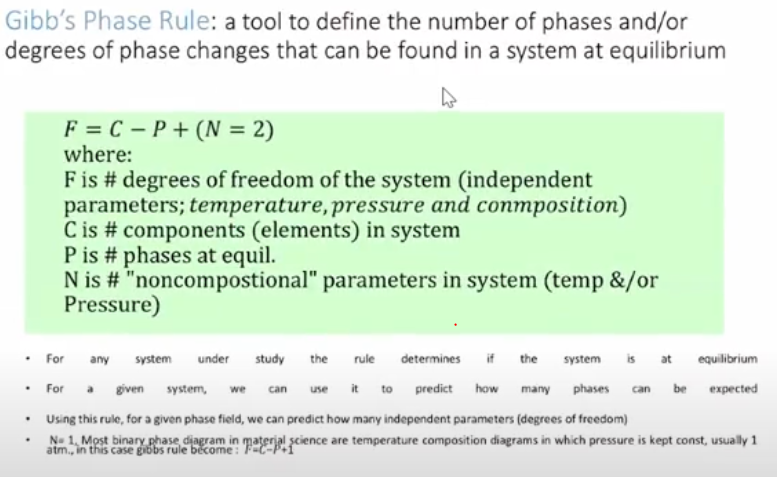 Gibb's Phase Rule: a tool to define the number of phases and/or
degrees of phase changes that can be found in a system at equilibrium
F = C − P + (N = 2)
where:
F is # degrees of freedom of the system (independent
parameters; temperature, pressure and conmposition)
C is # components (elements) in system
P is # phases at equil.
N is # "noncompostional" parameters in system (temp &/or
Pressure)
• For any system under study the rule determines if the system is at equilibrium
• For a given system, we can use it to predict how many phases can be expected
• Using this rule, for a given phase field, we can predict how many independent parameters (degrees of freedom)
• N= 1, Most binary phase diagram in material science are temperature composition diagrams in which pressure is kept const, usually 1
atm., in this case gibbs rule become : F=C−P+1